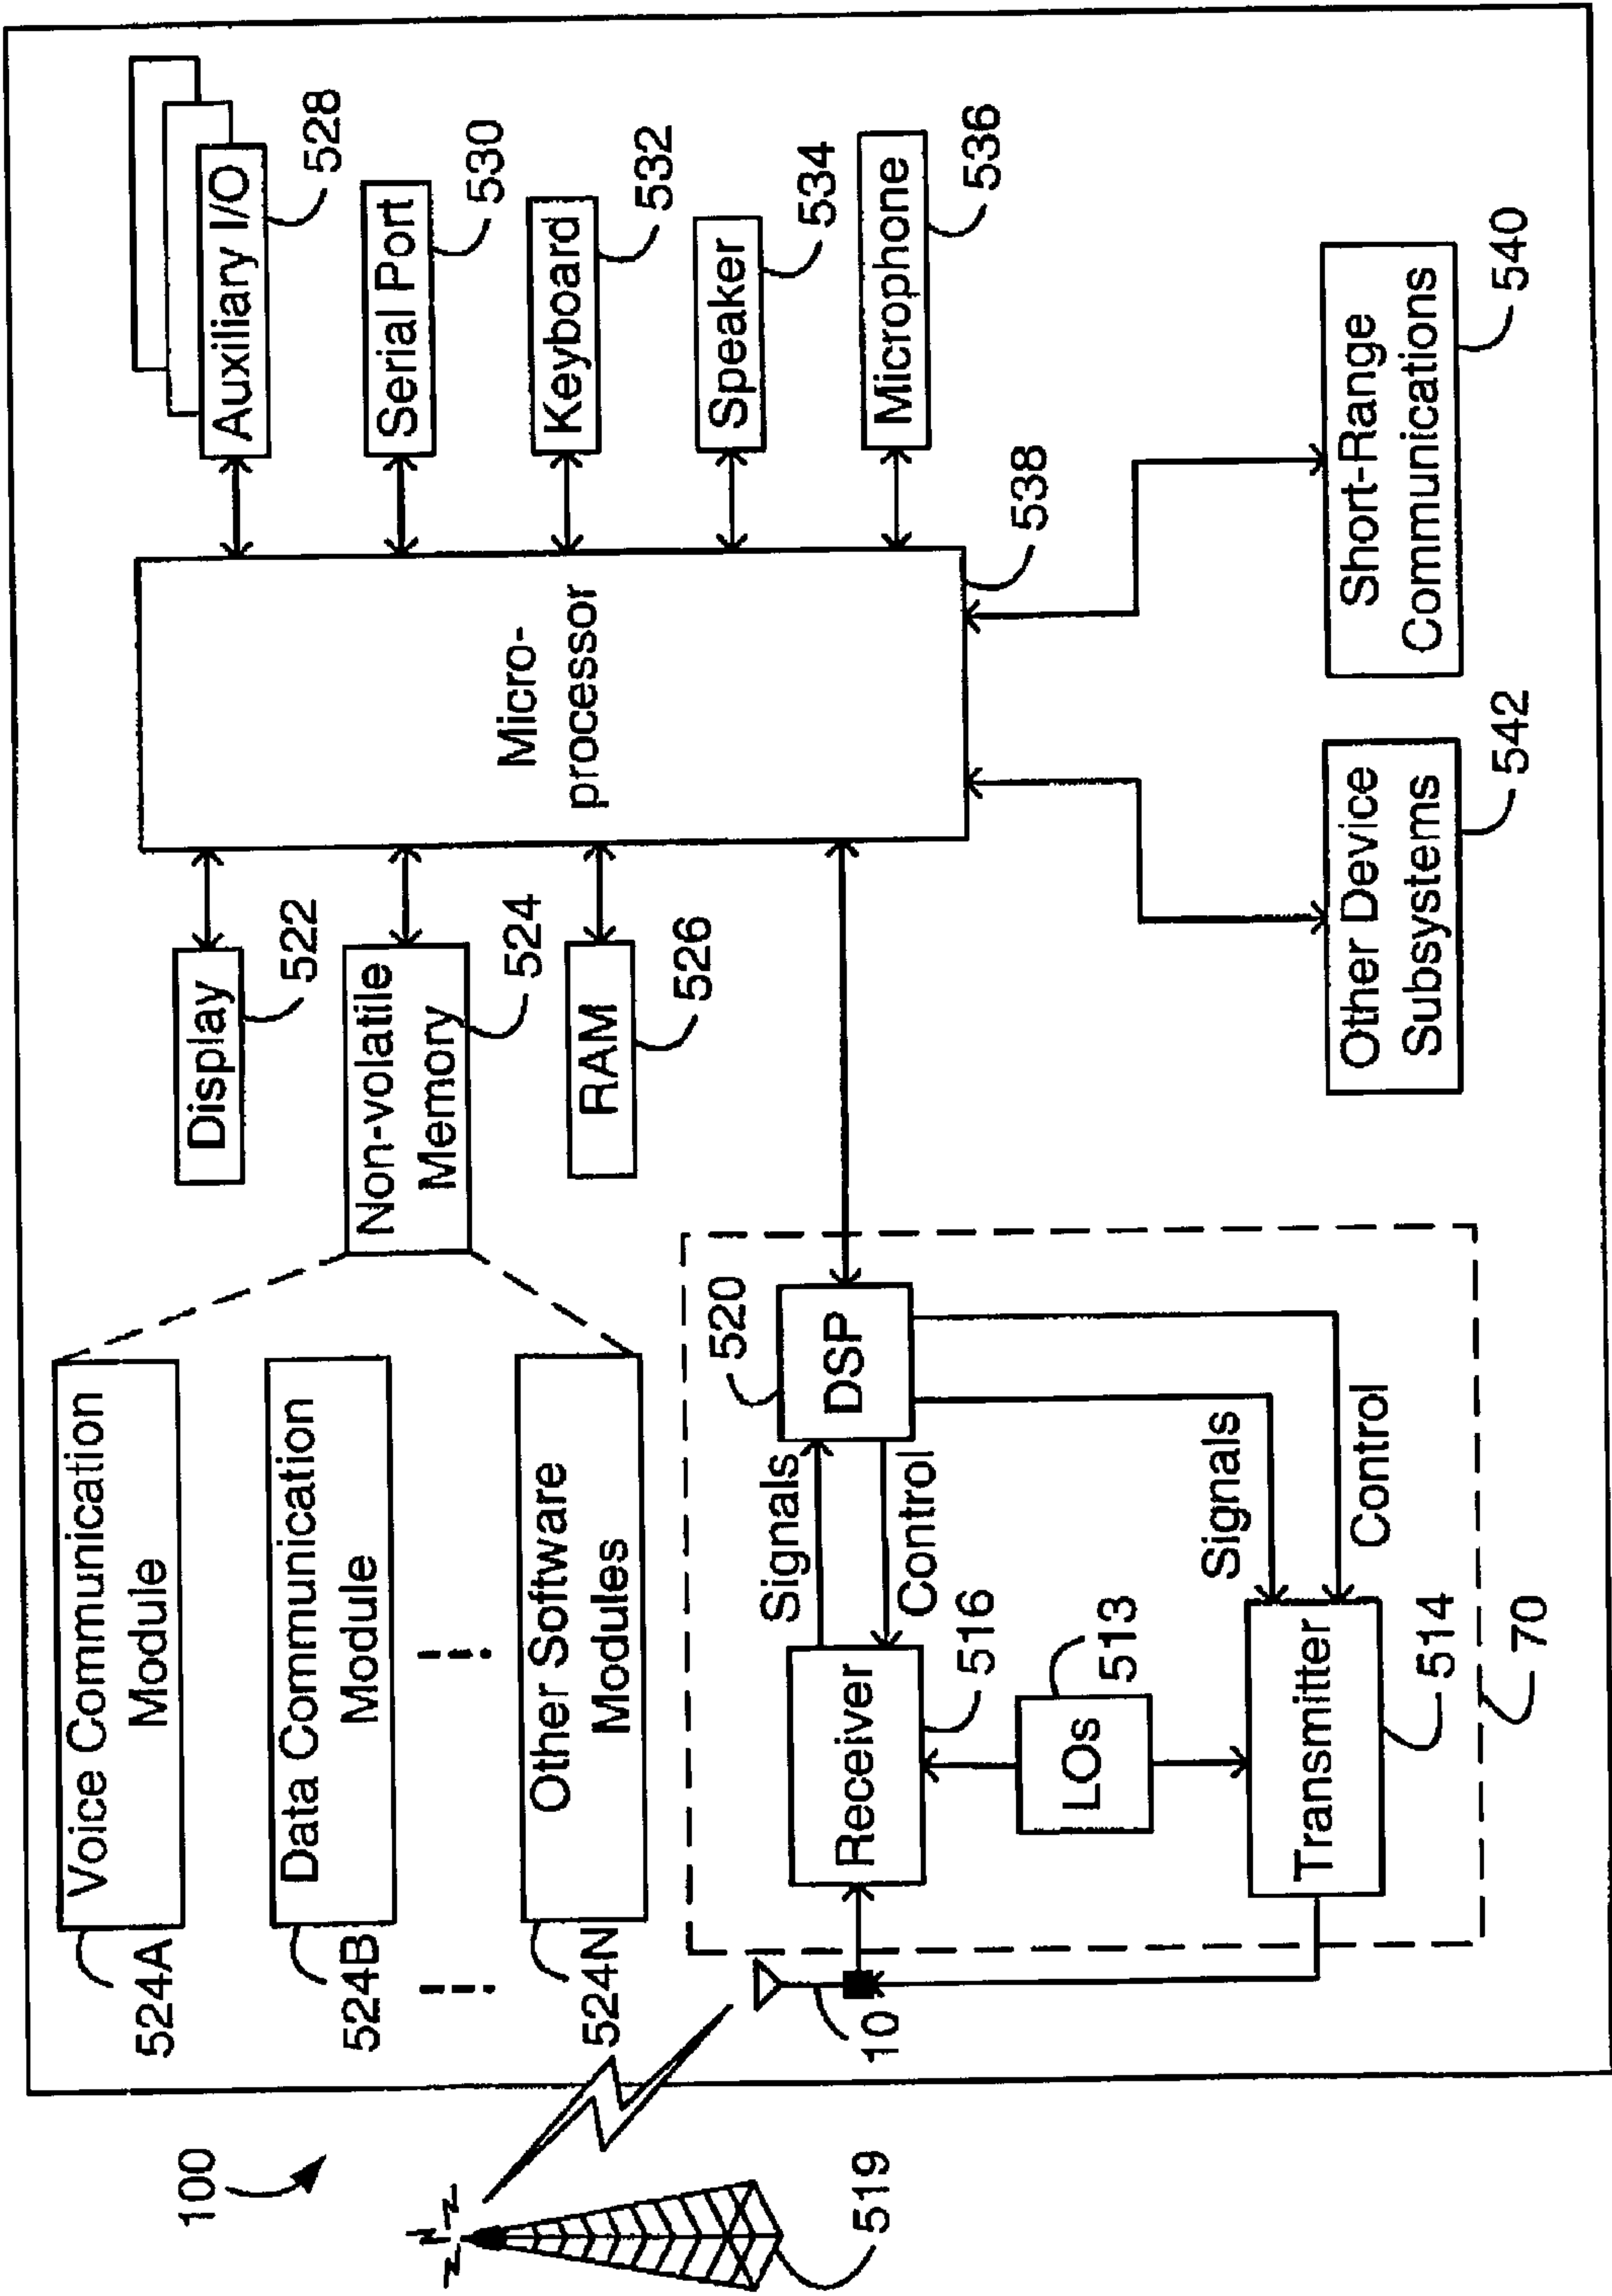 100
519
524A
Voice Communication
Module
524B
Data Communication
Module
524N
Other Software
Modules
Display
522
Non-volatile
Memory
524
RAM
526
Micro-
processor
538
Auxiliary I/O
528
Serial Port
530
Keyboard
532
Speaker
534
Microphone
536
10
Receiver
516
Signals
Control
DSP
520
LOs
513
Signals
Control
Transmitter
514
70
Other Device
Subsystems
542
Short-Range
Communications
540